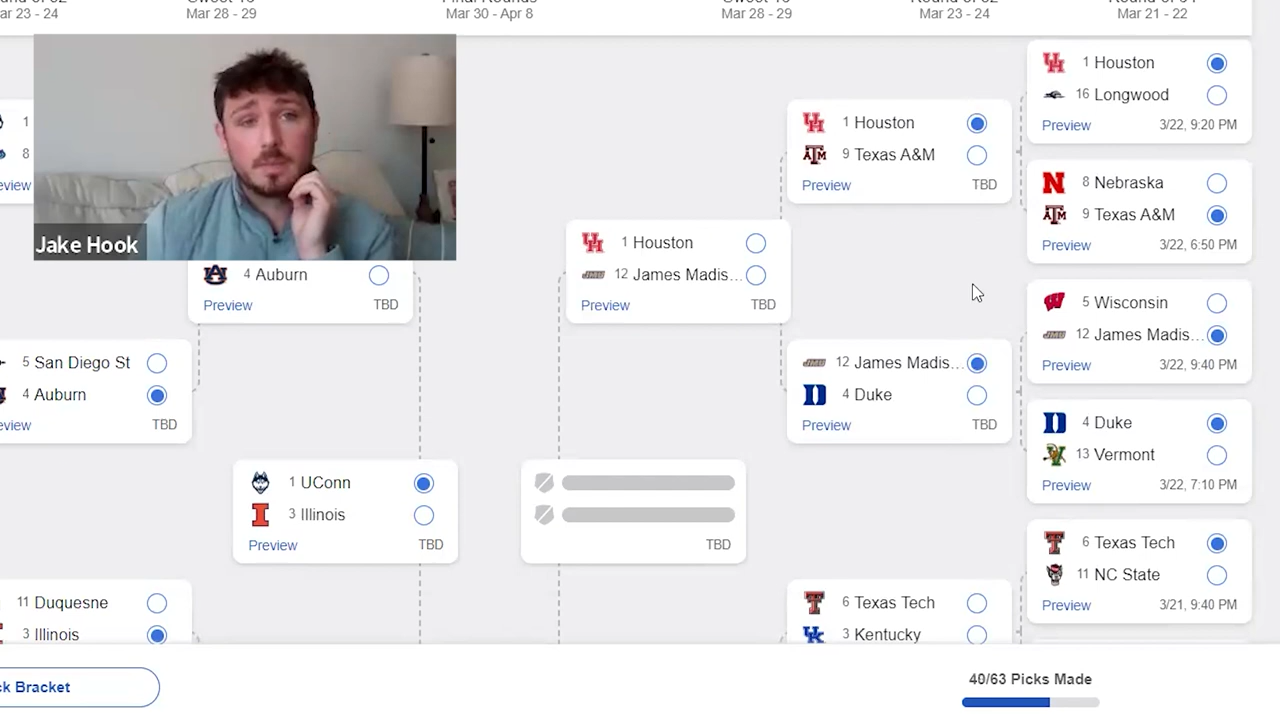 Mar 23 - 24
Mar 28 - 29
Mar 30 - Apr 8
Mar 28 - 29
Mar 23 - 24
Mar 21 - 22
Jake Hook
1
8
4 Auburn
Preview TBD
5 San Diego St
4 Auburn
TBD
1 UConn
3 Illinois
Preview TBD
11 Duquesne
3 Illinois
1 Houston
12 James Madis...
Preview TBD
TBD
1 Houston
9 Texas A&M
Preview TBD
12 James Madis...
4 Duke
Preview TBD
6 Texas Tech
3 Kentucky
1 Houston
16 Longwood
Preview 3/22, 9:20 PM
8 Nebraska
9 Texas A&M
Preview 3/22, 6:50 PM
5 Wisconsin
12 James Madis...
Preview 3/22, 9:40 PM
4 Duke
13 Vermont
Preview 3/22, 7:10 PM
6 Texas Tech
11 NC State
Preview 3/21, 9:40 PM
Bracket
40/63 Picks Made